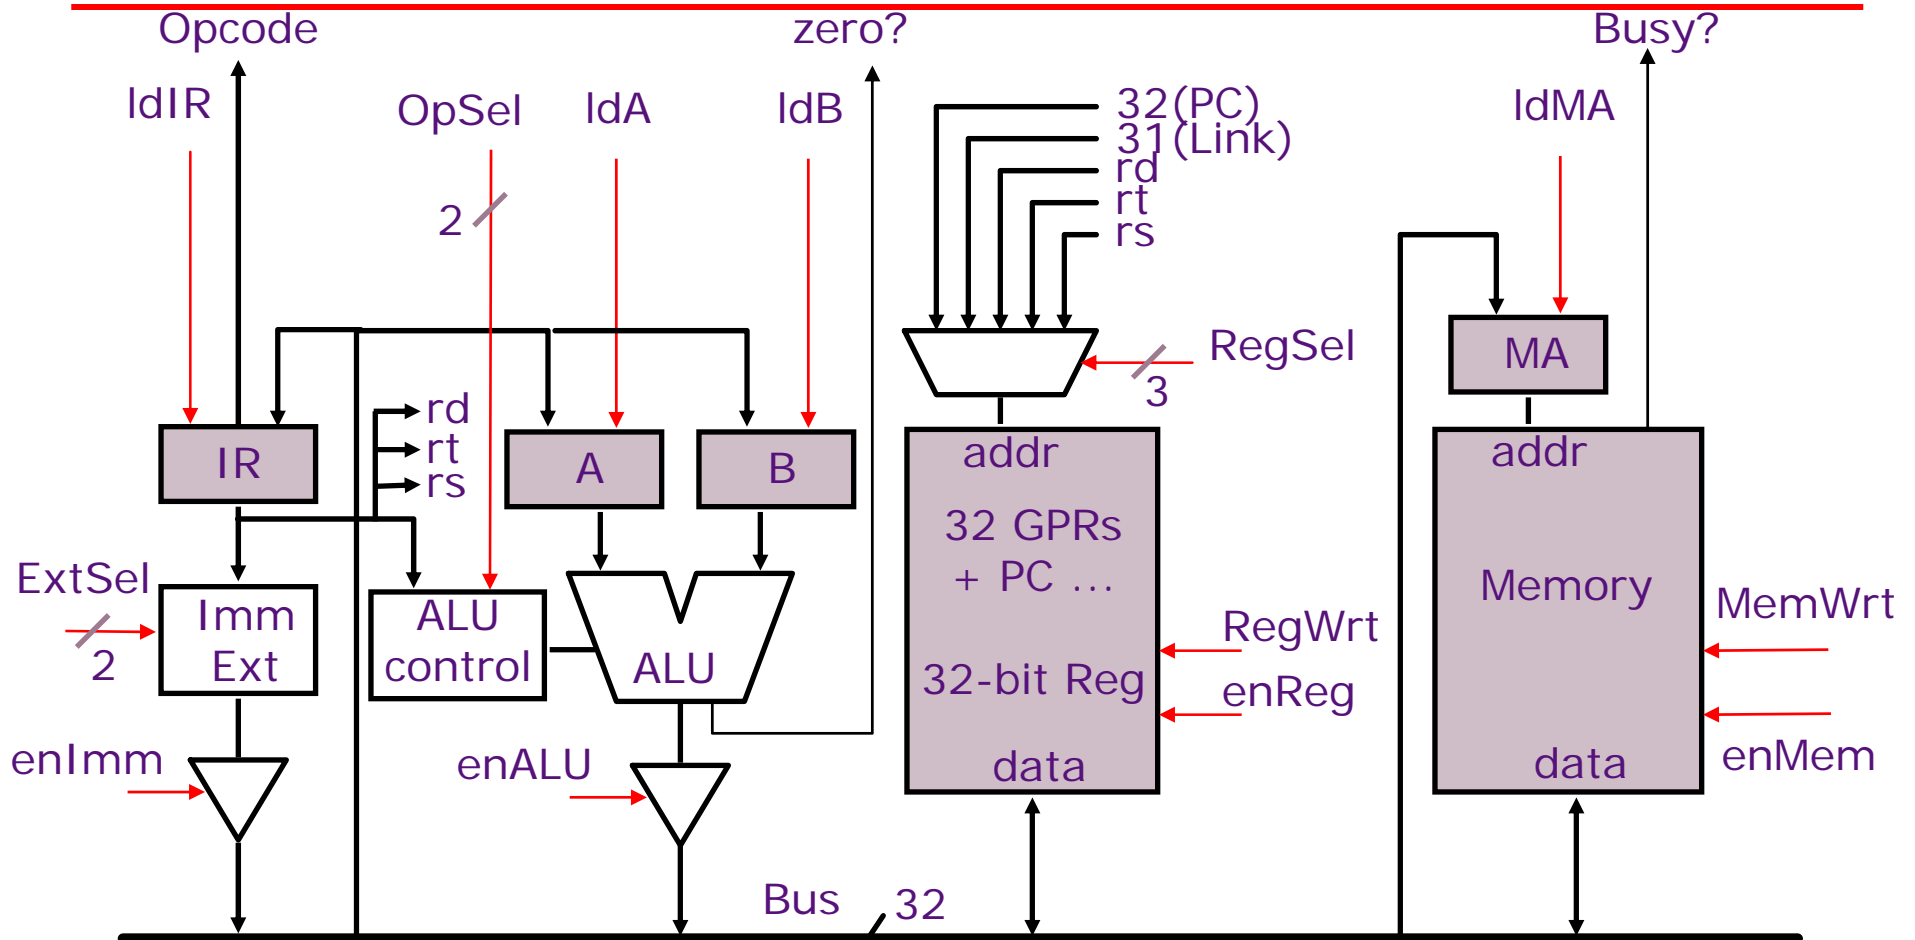 Opcode
zero?
Busy?
ldIR
OpSel
ldA
ldB
32(PC)
31(Link)
rd
rt
rs
ldMA
2
RegSel
3
MA
rd
rt
rs
IR
A
B
addr
32 GPRs
+ PC ...
32-bit Reg
data
addr
Memory
data
ExtSel
2
Imm
Ext
ALU
control
ALU
RegWrt
enReg
MemWrt
enMem
enImm
enALU
Bus
32